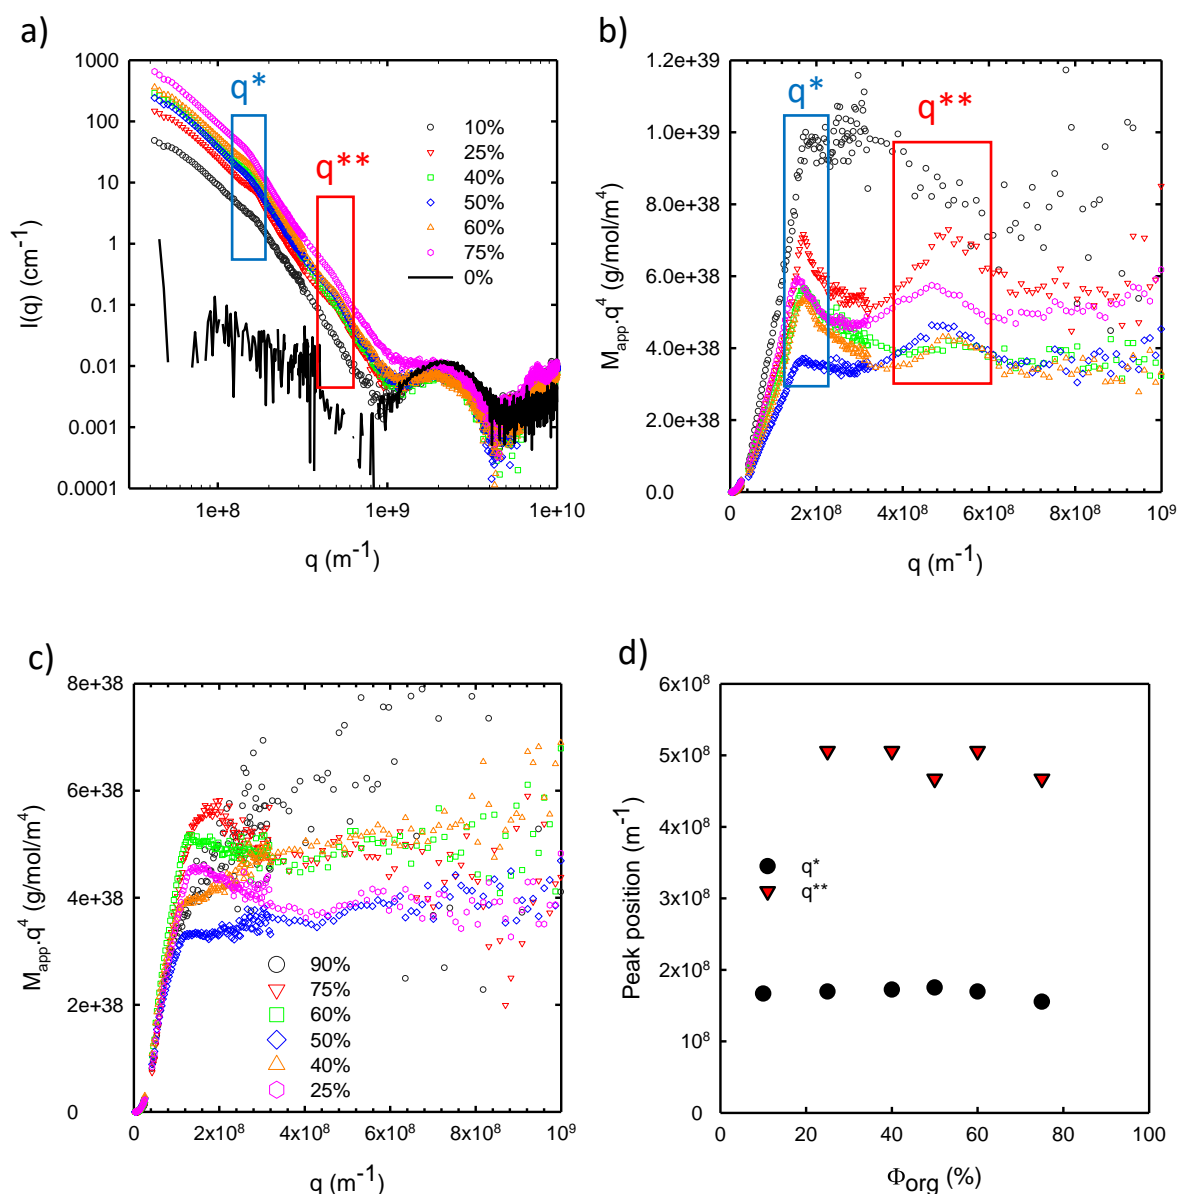 a)
I(q) (cm⁻¹)
1000
100
10
1
0.1
0.01
0.001
0.0001
1e+8
1e+9
1e+10
q (m⁻¹)
q*
q**
10%
25%
40%
50%
60%
75%
0%
b)
M_app.q⁴ (g/mol/m⁴)
1.2e+39
1.0e+39
8.0e+38
6.0e+38
4.0e+38
2.0e+38
0.0
0
2x10⁸
4x10⁸
6x10⁸
8x10⁸
10⁹
q (m⁻¹)
q*
q**
c)
M_app.q⁴ (g/mol/m⁴)
8e+38
6e+38
4e+38
2e+38
0
0
2x10⁸
4x10⁸
6x10⁸
8x10⁸
10⁹
q (m⁻¹)
90%
75%
60%
50%
40%
25%
d)
Peak position (m⁻¹)
6x10⁸
5x10⁸
4x10⁸
3x10⁸
2x10⁸
10⁸
0
0
20
40
60
80
100
Φ_org (%)
q*
q**